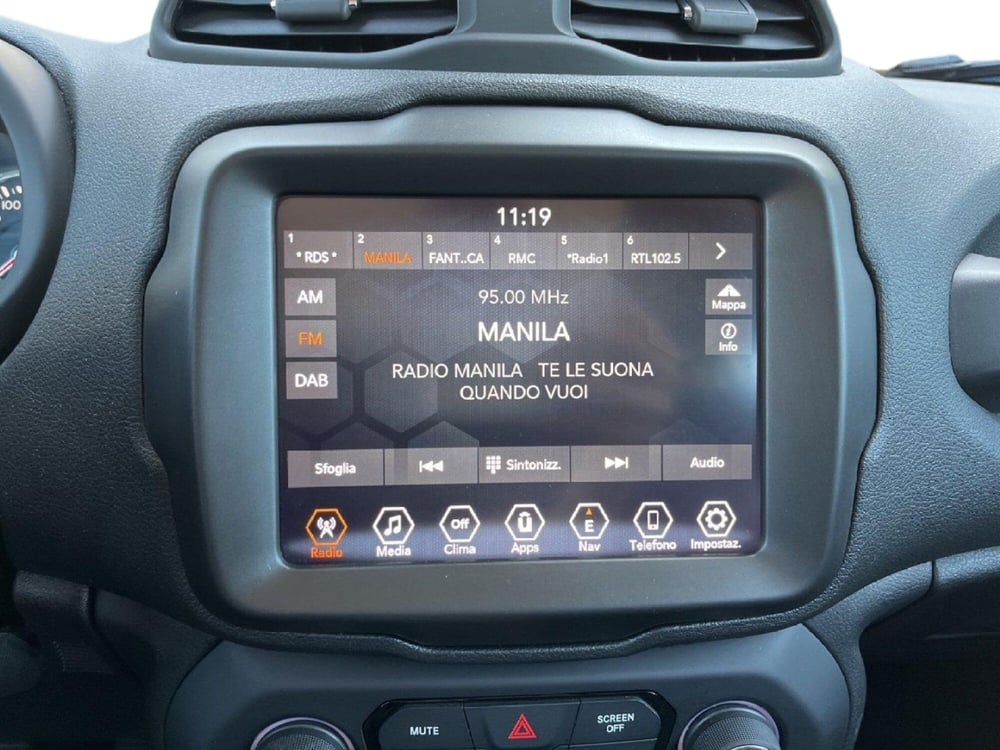 100
11:19
1 2 3 4 5 6
* RDS * MANILA FANT..CA RMC *Radio1 RTL102.5
AM
95.00 MHz
Mappa
FM
MANILA
Info
DAB
RADIO MANILA TE LE SUONA
QUANDO VUOI
Sfoglia Sintonizz. Audio
Off E
Radio Media Clima Apps Nav Telefono Impostaz.
MUTE
SCREEN
OFF